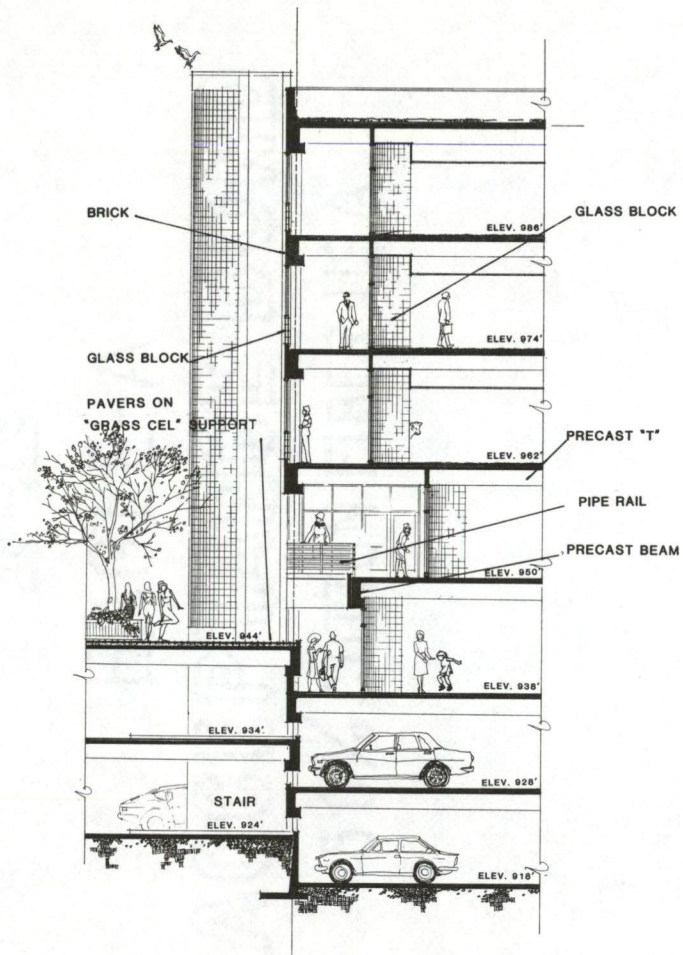 BRICK
GLASS BLOCK
ELEV. 986'
GLASS BLOCK
ELEV. 974'
PAVERS ON
"GRASS CEL" SUPPORT
PRECAST "T"
ELEV. 962'
PIPE RAIL
PRECAST BEAM
ELEV. 950'
ELEV. 944'
ELEV. 938'
ELEV. 934'
ELEV. 928'
STAIR
ELEV. 924'
ELEV. 918'